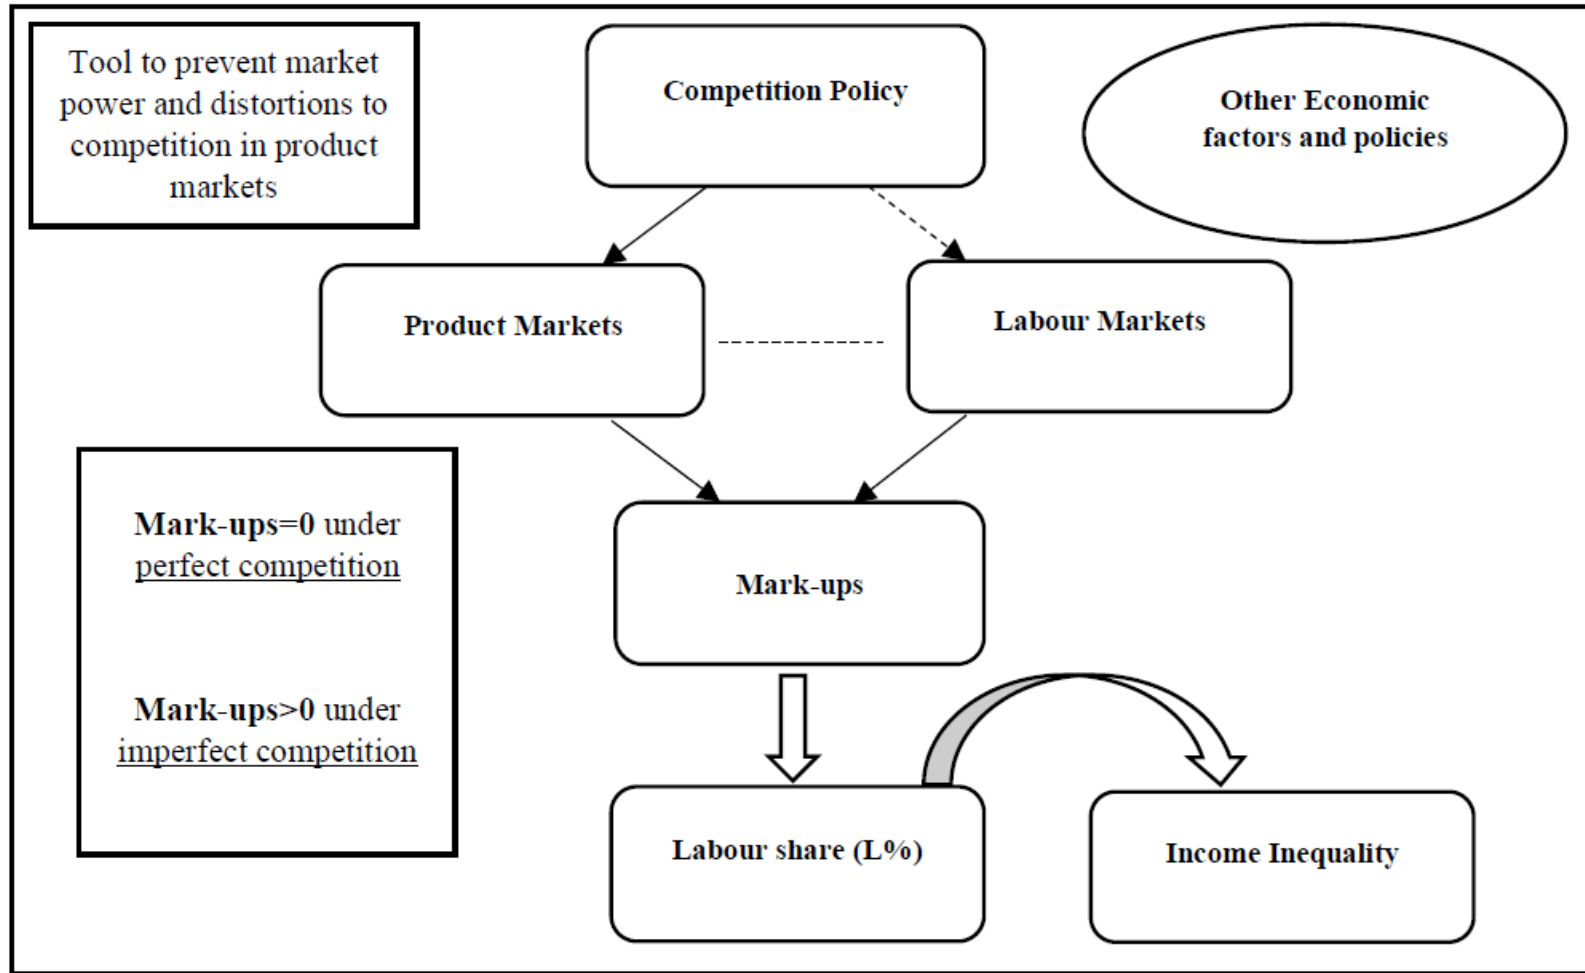 Tool to prevent market
power and distortions to
competition in product
markets
Competition Policy
Other Economic
factors and policies
Product Markets
Labour Markets
Mark-ups=0 under
perfect competition
Mark-ups>0 under
imperfect competition
Mark-ups
Labour share (L%)
Income Inequality